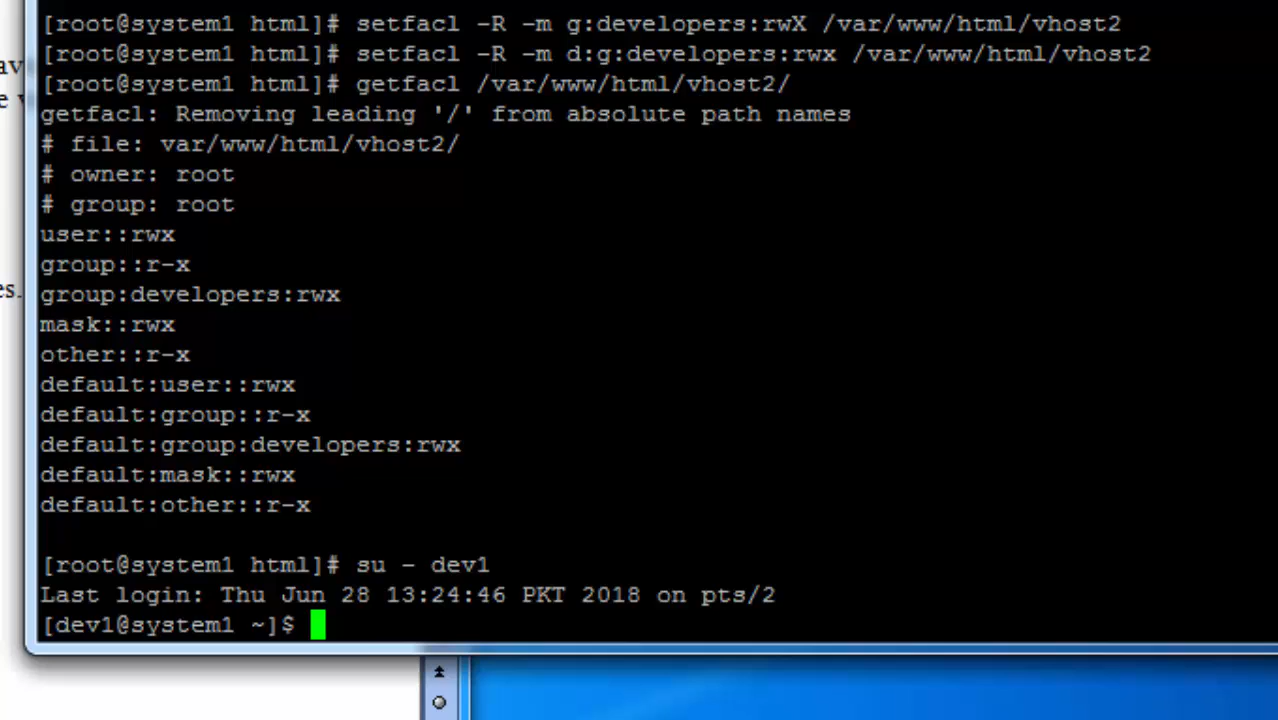 [root@system1 html]# setfacl -R -m g:developers:rwX /var/www/html/vhost2
[root@system1 html]# setfacl -R -m d:g:developers:rwx /var/www/html/vhost2
[root@system1 html]# getfacl /var/www/html/vhost2/
getfacl: Removing leading '/' from absolute path names
# file: var/www/html/vhost2/
# owner: root
# group: root
user::rwx
group::r-x
group:developers:rwx
mask::rwx
other::r-x
default:user::rwx
default:group::r-x
default:group:developers:rwx
default:mask::rwx
default:other::r-x
[root@system1 html]# su - dev1
Last login: Thu Jun 28 13:24:46 PKT 2018 on pts/2
[dev1@system1 ~]$